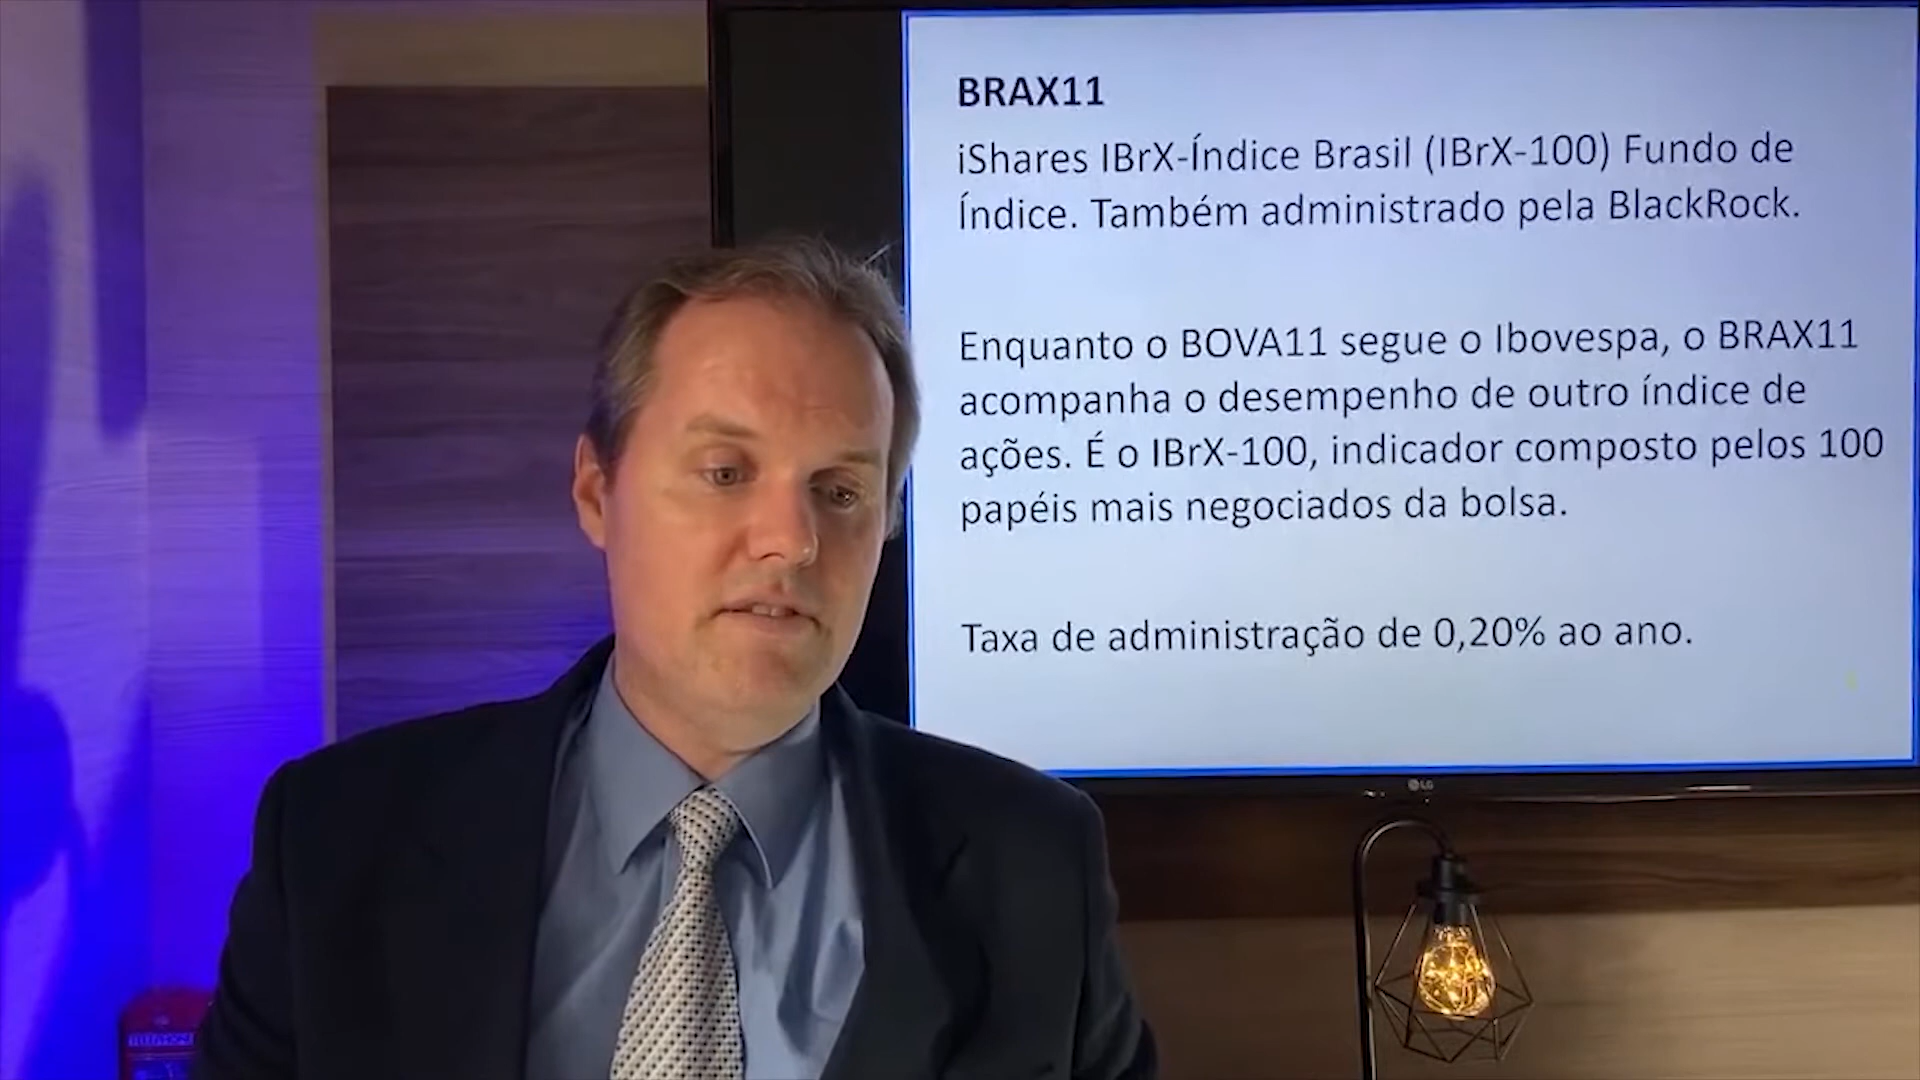 BRAX11
iShares IBrX-Índice Brasil (IBrX-100) Fundo de
Índice. Também administrado pela BlackRock.
Enquanto o BOVA11 segue o Ibovespa, o BRAX11
acompanha o desempenho de outro índice de
ações. É o IBrX-100, indicador composto pelos 100
papéis mais negociados da bolsa.
Taxa de administração de 0,20% ao ano.
LG
TELEPHONE